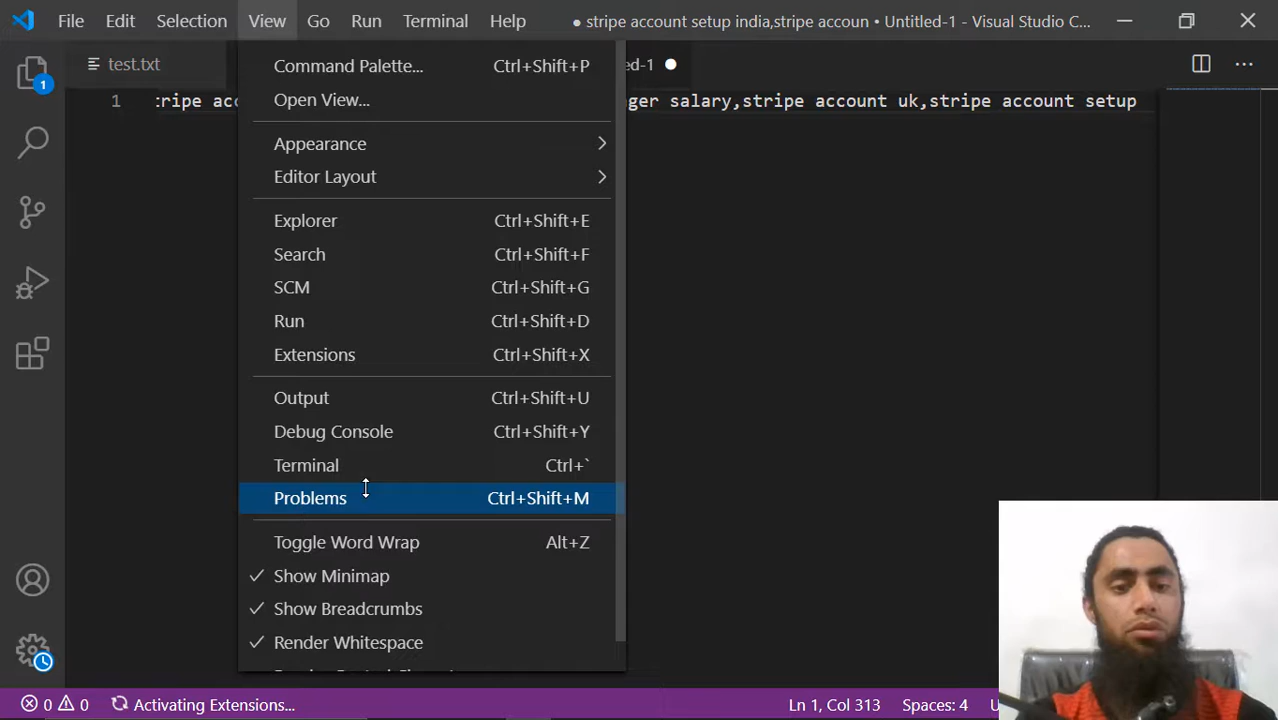 File Edit Selection View Go Run Terminal Help ● stripe account setup india,stripe accoun • Untitled-1 - Visual Studio C...
test.txt ed-1
1
Command Palette... Ctrl+Shift+P
1 ripe acc ger salary,stripe account uk,stripe account setup
Open View...
Appearance
Editor Layout
Explorer Ctrl+Shift+E
Search Ctrl+Shift+F
SCM Ctrl+Shift+G
Run Ctrl+Shift+D
Extensions Ctrl+Shift+X
Output Ctrl+Shift+U
Debug Console Ctrl+Shift+Y
Terminal Ctrl+`
Problems Ctrl+Shift+M
Toggle Word Wrap Alt+Z
✓ Show Minimap
✓ Show Breadcrumbs
✓ Render Whitespace
0 0 Activating Extensions... Ln 1, Col 313 Spaces: 4